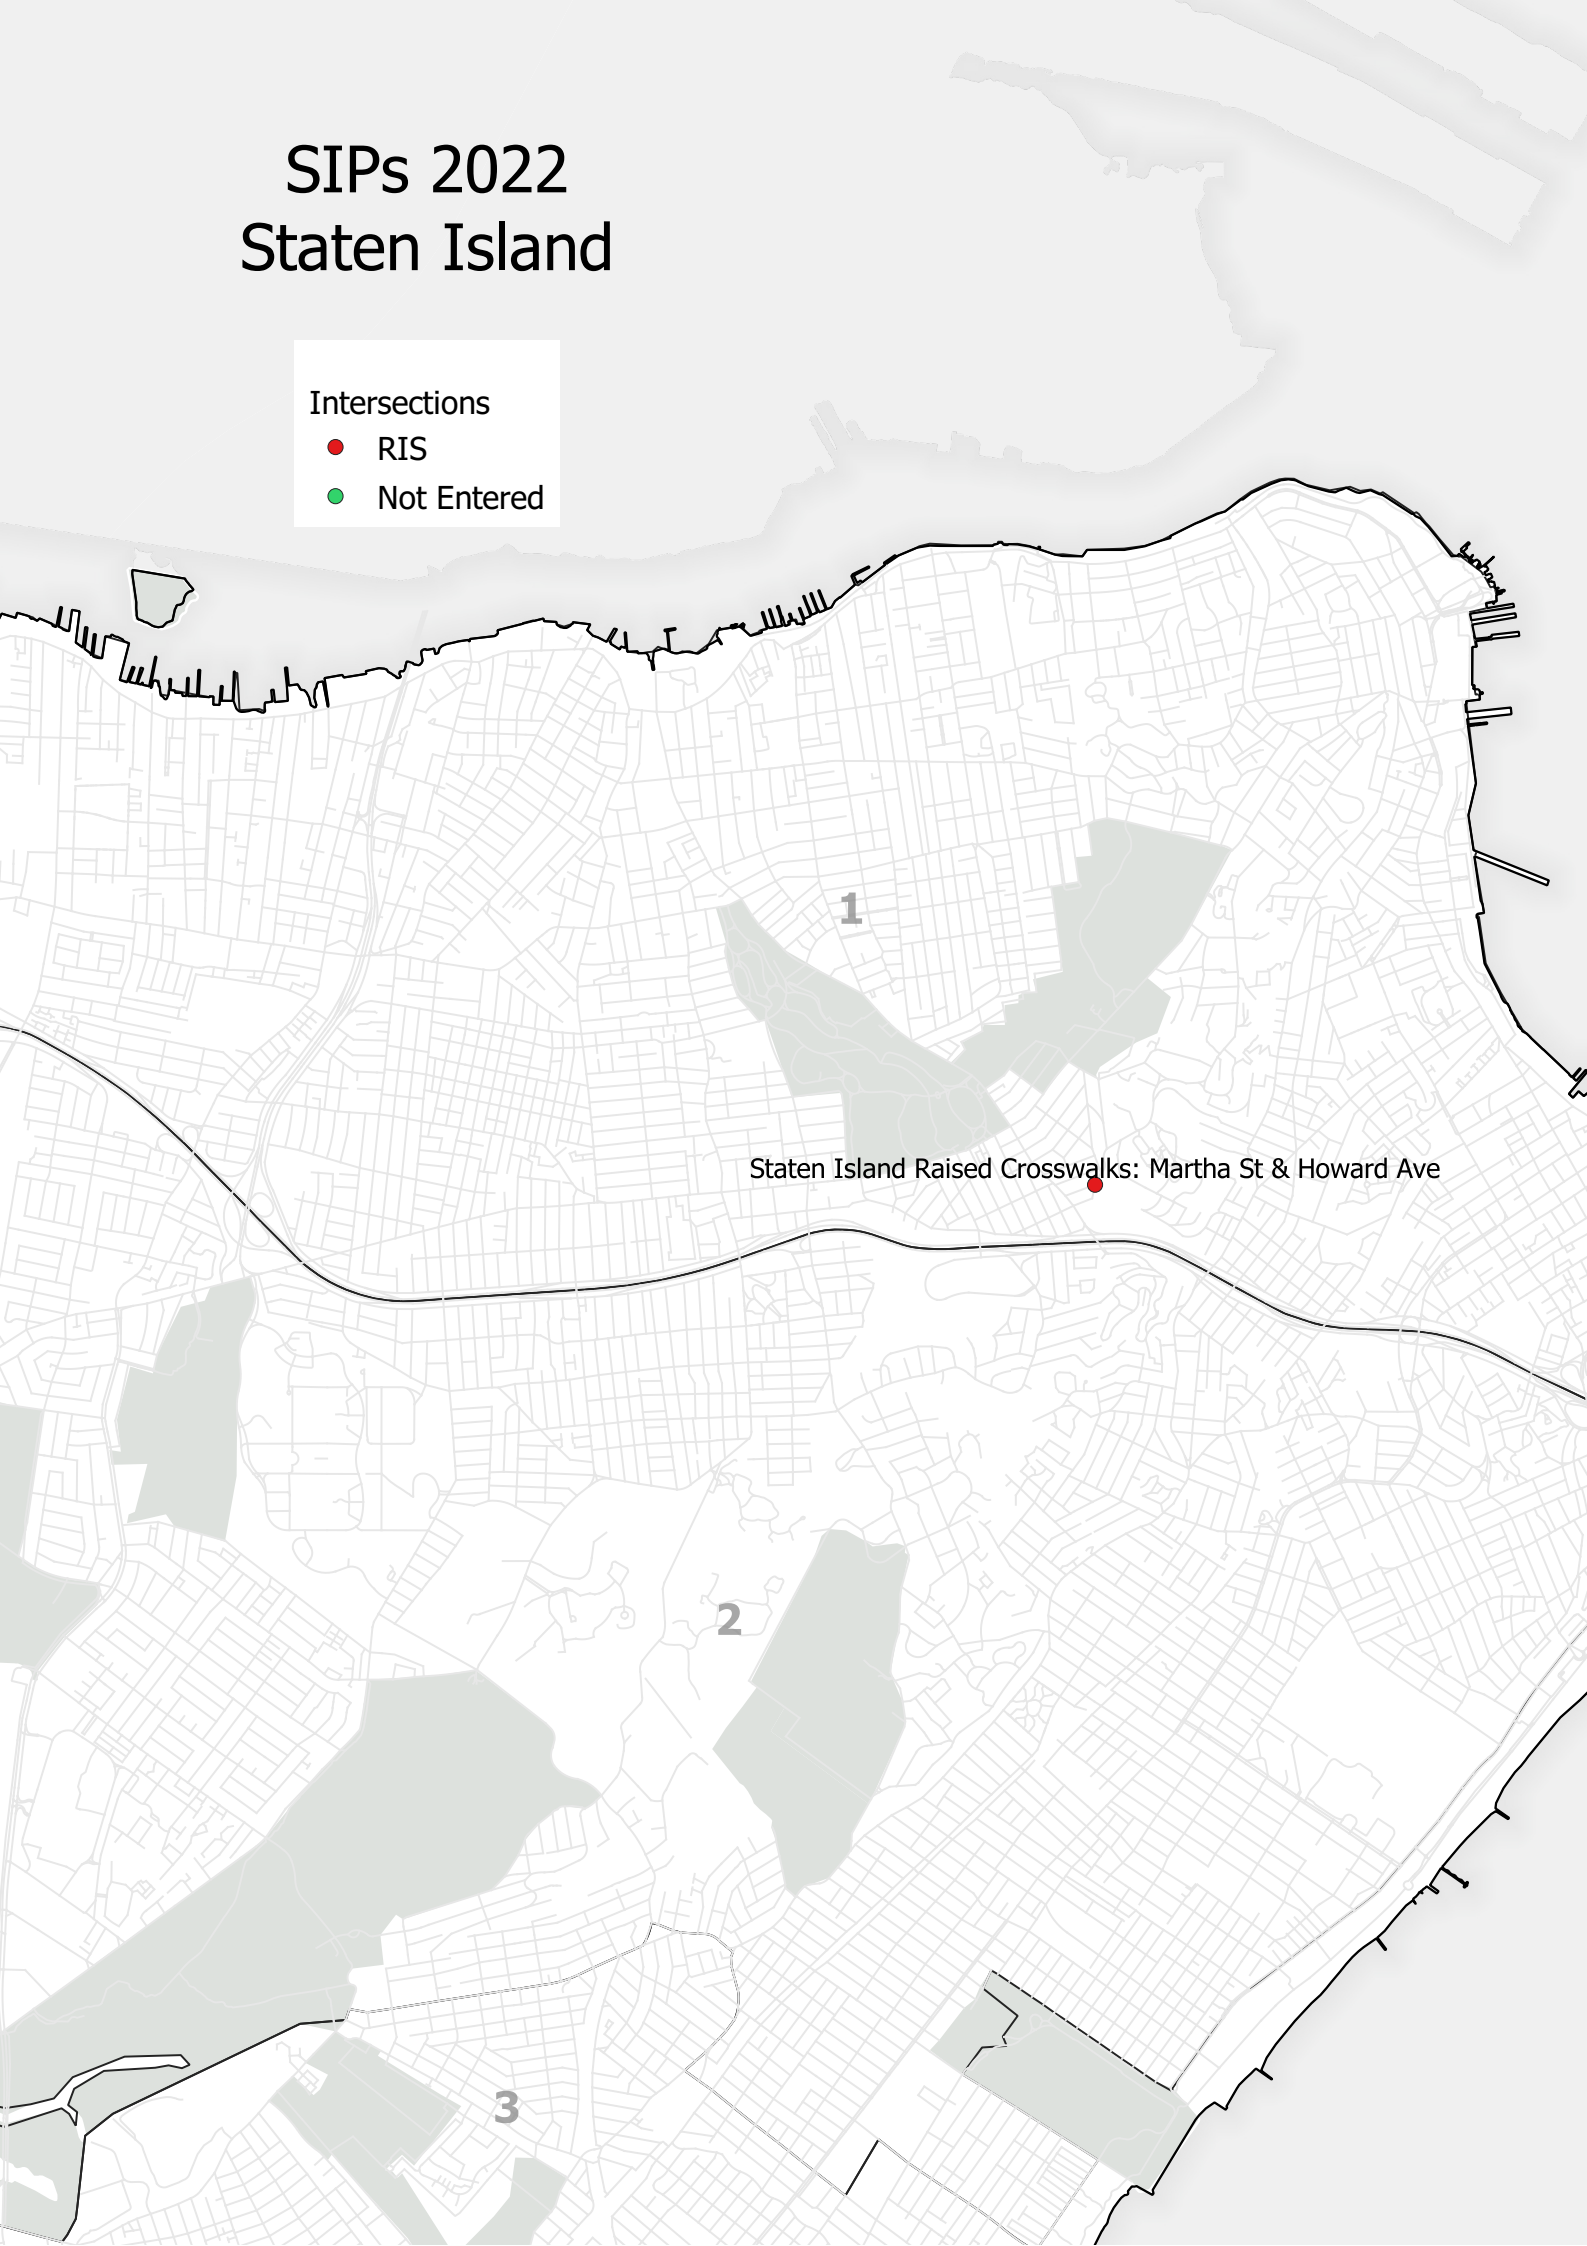 SIPs 2022
Staten Island
Intersections
RIS
Not Entered
1
Staten Island Raised Crosswalks: Martha St & Howard Ave
2
3